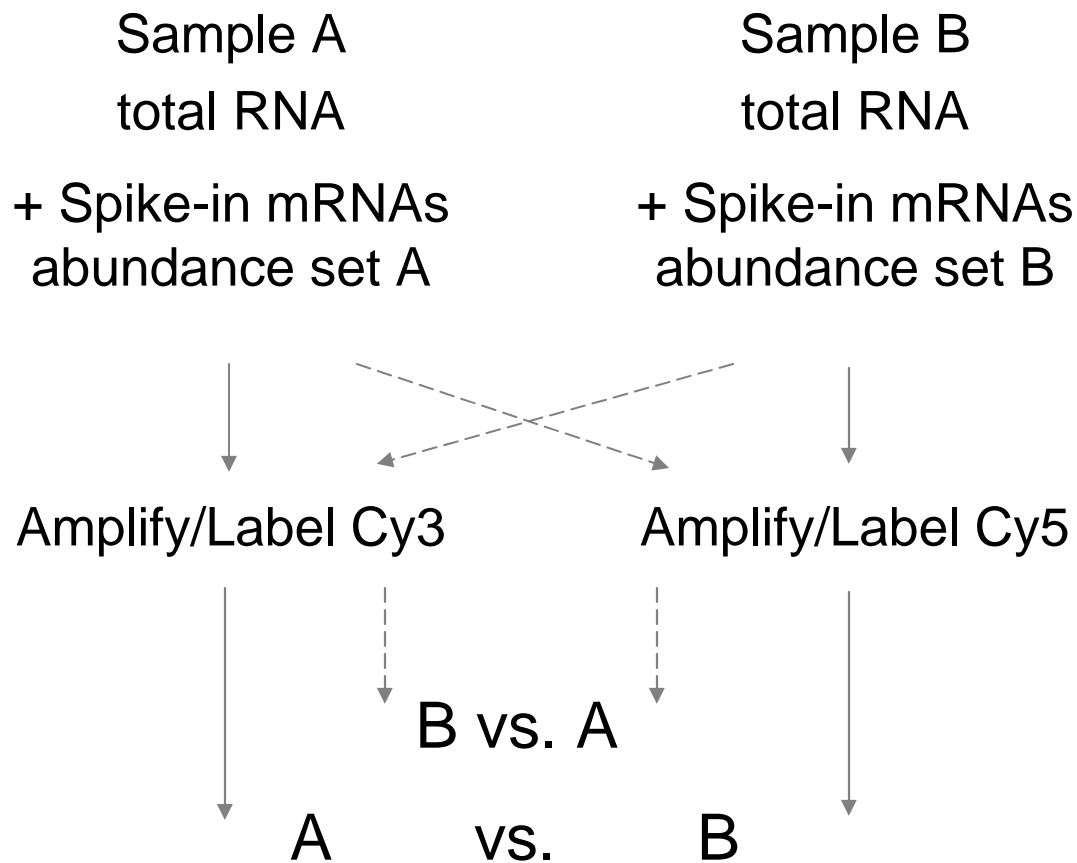 Sample A
total RNA
+ Spike-in mRNAs
abundance set A
Sample B
total RNA
+ Spike-in mRNAs
abundance set B
Amplify/Label Cy3
Amplify/Label Cy5
B vs. A
A vs. B